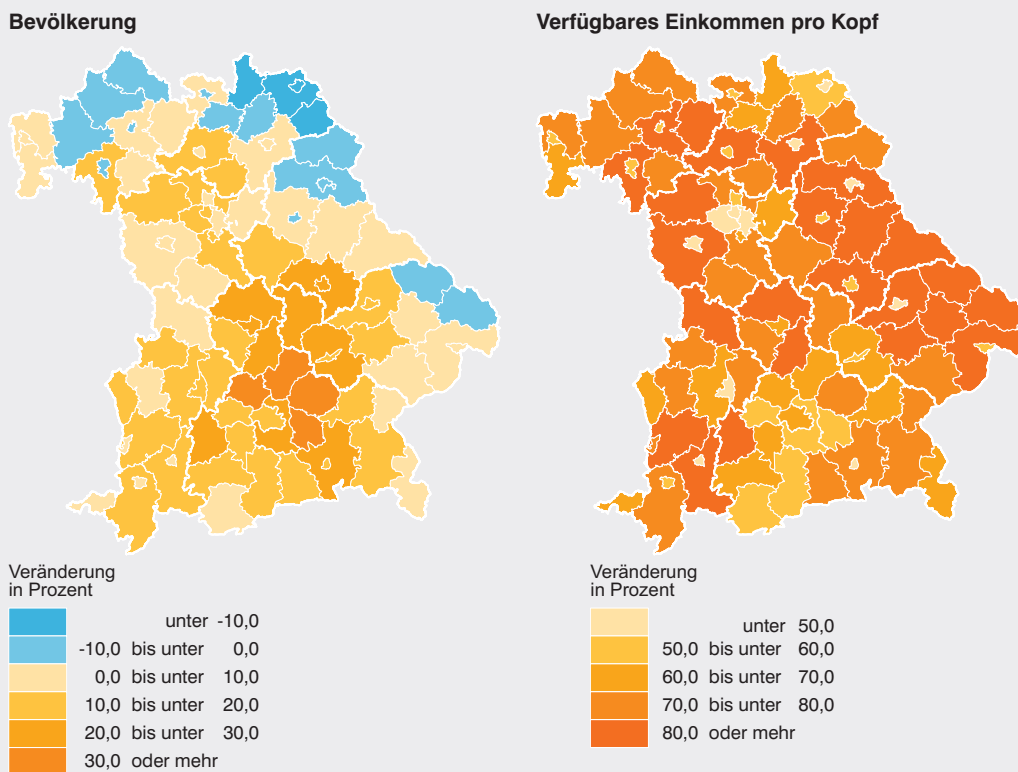 Bevölkerung
Verfügbares Einkommen pro Kopf
Veränderung
in Prozent
unter -10,0
-10,0 bis unter 0,0
0,0 bis unter 10,0
10,0 bis unter 20,0
20,0 bis unter 30,0
30,0 oder mehr
Veränderung
in Prozent
unter 50,0
50,0 bis unter 60,0
60,0 bis unter 70,0
70,0 bis unter 80,0
80,0 oder mehr